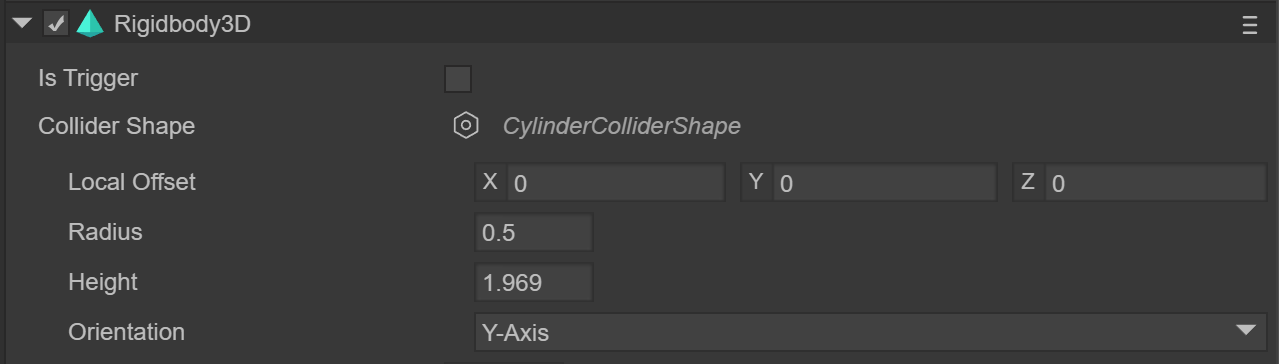 Rigidbody3D
Is Trigger
Collider Shape CylinderColliderShape
Local Offset X 0 Y 0 Z 0
Radius 0.5
Height 1.969
Orientation Y-Axis